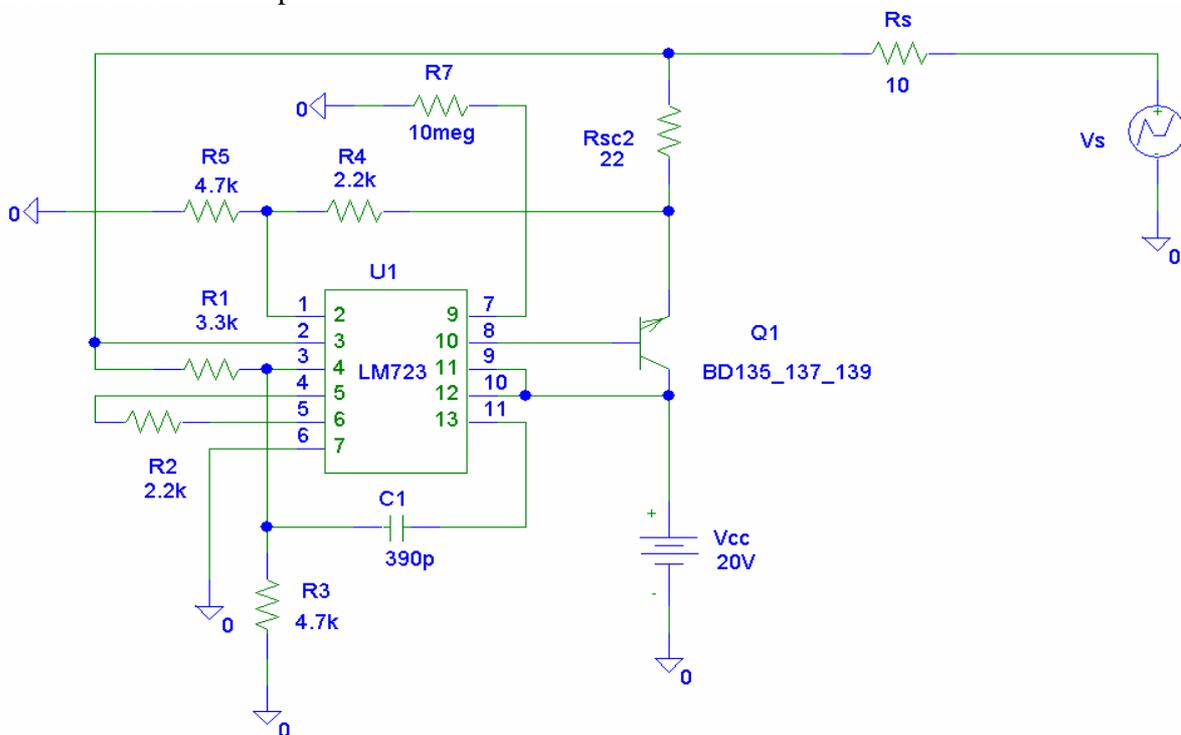 Rs
10
R7
0
10meg
Rsc2
22
Vs
+
-
R5
4.7k
R4
2.2k
0
0
U1
R1
3.3k
1 2 9 7
2 3 10 8
3 4 LM723 11 9
4 5 12 10
5 6 13 11
6 7
Q1
BD135_137_139
R2
2.2k
C1
390p
+
Vcc
20V
-
R3
4.7k
0
0
0